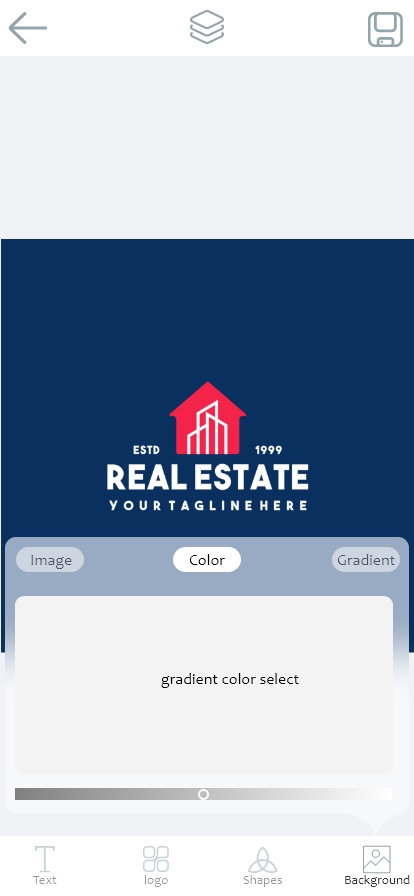 ESTD 1999
REAL ESTATE
YOUR TAGLINE HERE
Image Color Gradient
gradient color select
Text logo Shapes Background